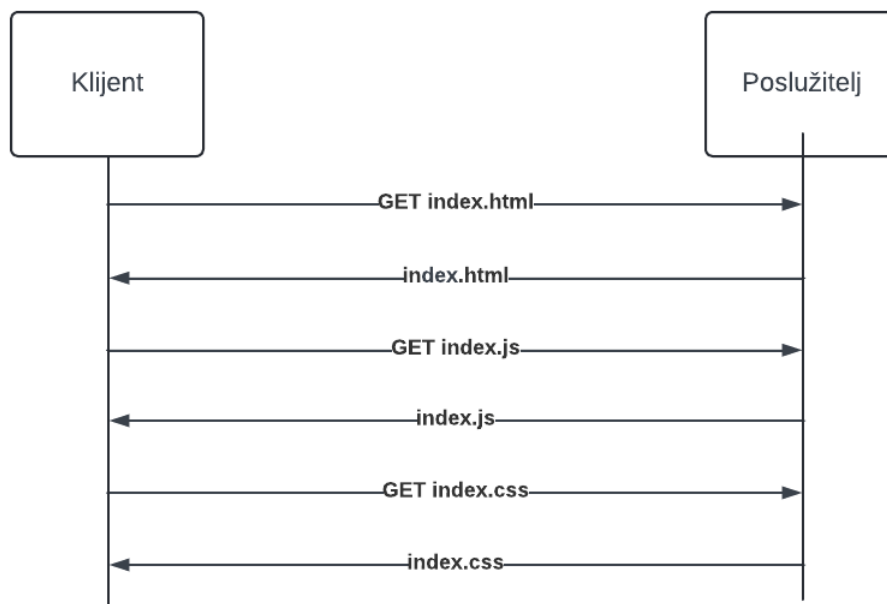 Klijent
Poslužitelj
GET index.html
index.html
GET index.js
index.js
GET index.css
index.css